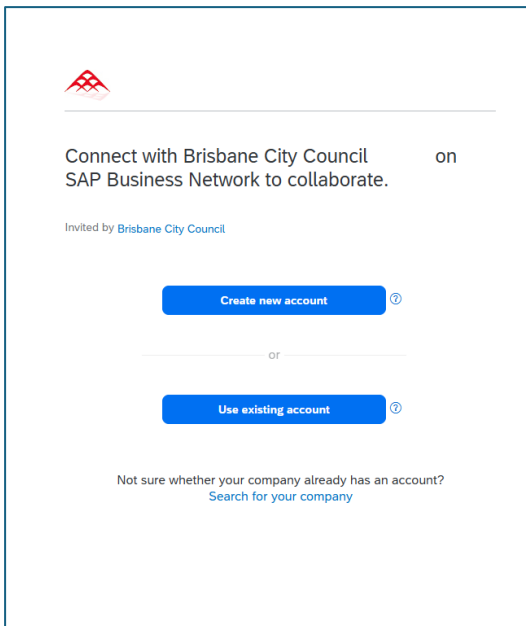 Connect with Brisbane City Council on
SAP Business Network to collaborate.
Invited by Brisbane City Council
Create new account ?
or
Use existing account ?
Not sure whether your company already has an account?
Search for your company